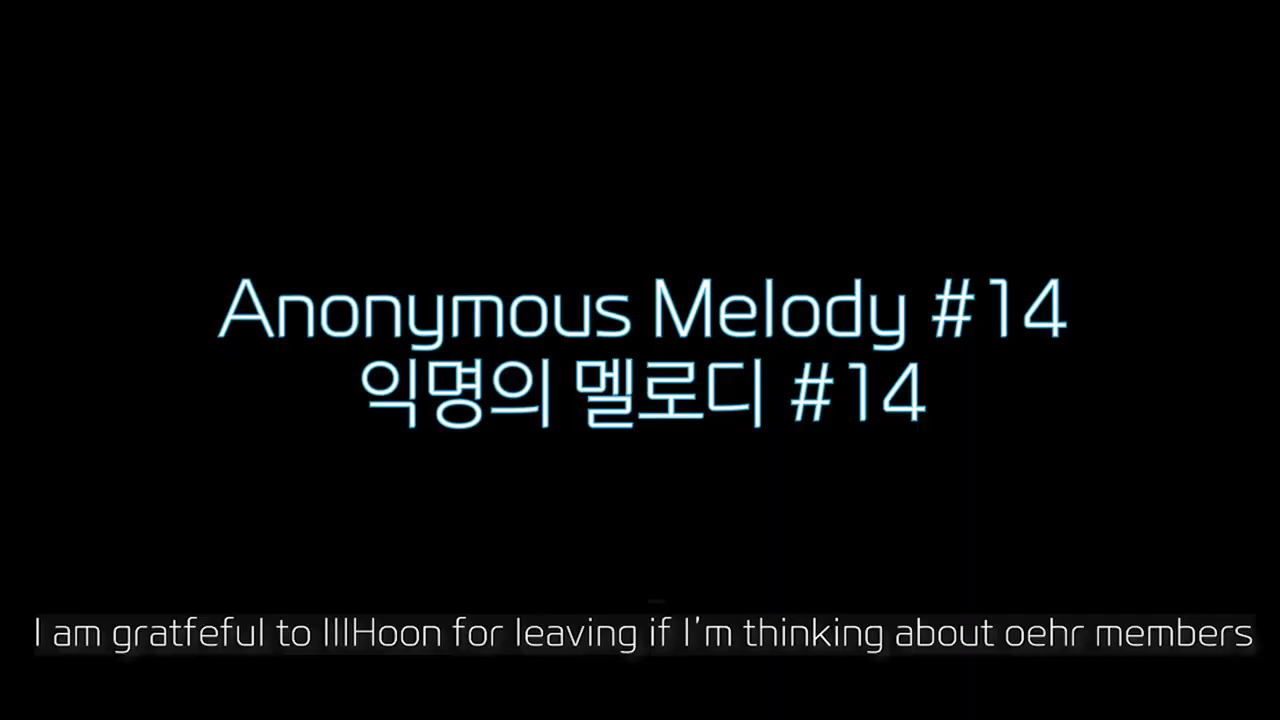 Anonymous Melody #14
익명의 멜로디 #14
I am gratfeful to IllHoon for leaving if I'm thinking about oehr members